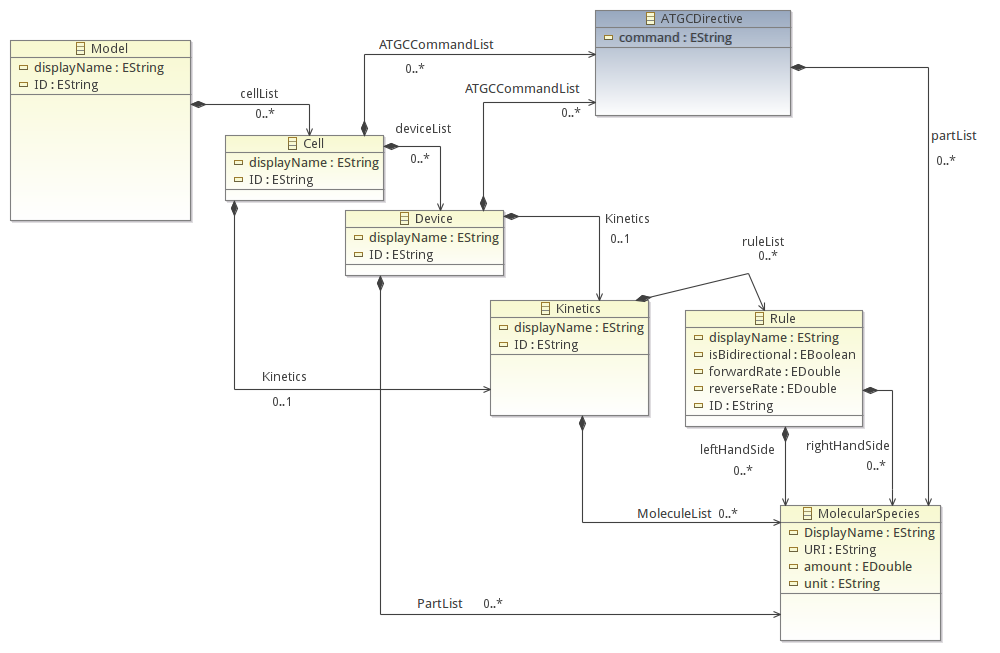 Model
displayName : EString
ID : EString
cellList
0..*
Cell
displayName : EString
ID : EString
ATGCCommandList
0..*
ATGCDirective
command : EString
ATGCCommandList
0..*
deviceList
0..*
Device
displayName : EString
ID : EString
partList
0..*
Kinetics
0..1
ruleList
0..*
Kinetics
displayName : EString
ID : EString
Rule
displayName : EString
isBidirectional : EBoolean
forwardRate : EDouble
reverseRate : EDouble
ID : EString
Kinetics
0..1
leftHandSide
0..*
rightHandSide
0..*
MoleculeList 0..*
MolecularSpecies
DisplayName : EString
URI : EString
amount : EDouble
unit : EString
PartList 0..*